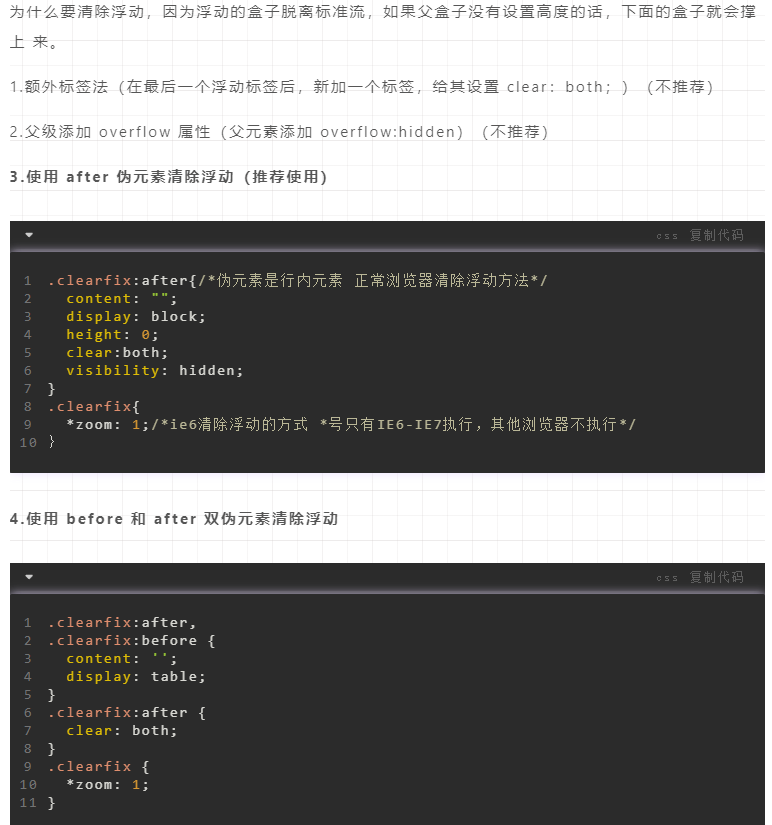 为什么要清除浮动，因为浮动的盒子脱离标准流，如果父盒子没有设置高度的话，下面的盒子就会撑
上 来。
1.额外标签法（在最后一个浮动标签后，新加一个标签，给其设置 clear：both；）（不推荐）
2.父级添加 overflow 属性（父元素添加 overflow:hidden）（不推荐）
3.使用 after 伪元素清除浮动（推荐使用）
css 复制代码
1 .clearfix:after{/*伪元素是行内元素 正常浏览器清除浮动方法*/
2 content: "";
3 display: block;
4 height: 0;
5 clear:both;
6 visibility: hidden;
7 }
8 .clearfix{
9 *zoom: 1;/*ie6清除浮动的方式 *号只有IE6-IE7执行，其他浏览器不执行*/
10 }
4.使用 before 和 after 双伪元素清除浮动
css 复制代码
1 .clearfix:after,
2 .clearfix:before {
3 content: '';
4 display: table;
5 }
6 .clearfix:after {
7 clear: both;
8 }
9 .clearfix {
10 *zoom: 1;
11 }